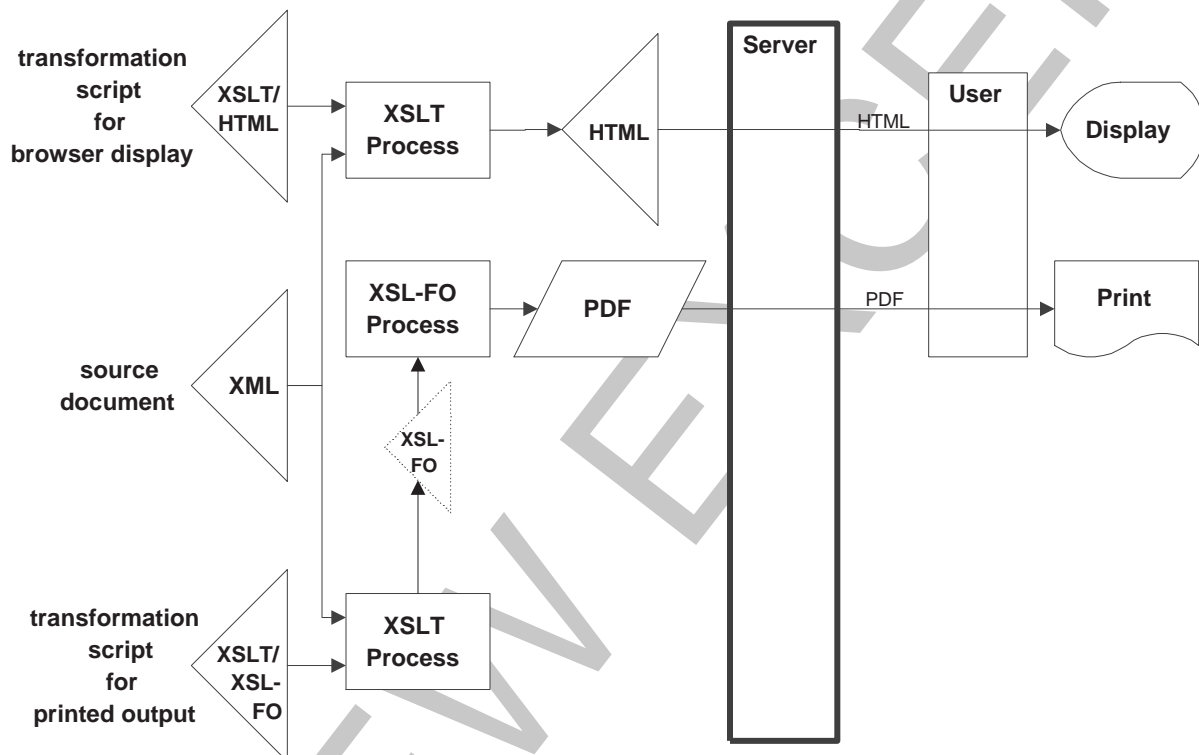 transformation
script
for
browser display
XSLT/
HTML
XSLT
Process
HTML
Server
HTML
User
Display
source
document
XML
XSL-FO
Process
PDF
PDF
Print
XSL-
FO
transformation
script
for
printed output
XSLT/
XSL-
FO
XSLT
Process